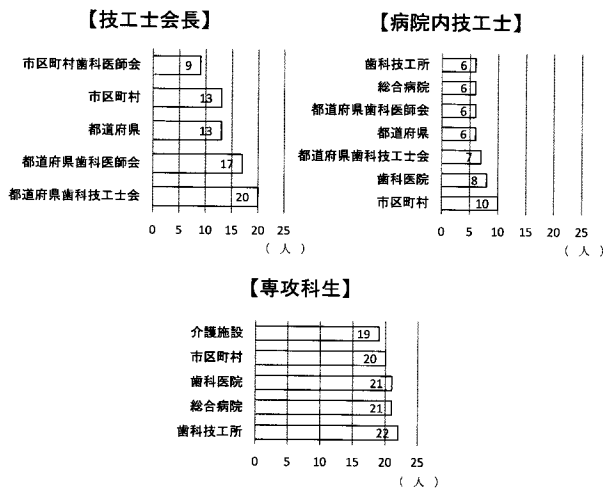 【技工士会長】
市区町村歯科医師会 9
市区町村 13
都道府県 13
都道府県歯科医師会 17
都道府県歯科技工士会 20
0 5 10 15 20 25
（ 人 ）
【病院内技工士】
歯科技工所 6
総合病院 6
都道府県歯科医師会 6
都道府県 6
都道府県歯科技工士会 7
歯科医院 8
市区町村 10
0 5 10 15 20 25
（ 人 ）
【専攻科生】
介護施設 19
市区町村 20
歯科医院 21
総合病院 21
歯科技工所 22
0 5 10 15 20 25
（ 人 ）